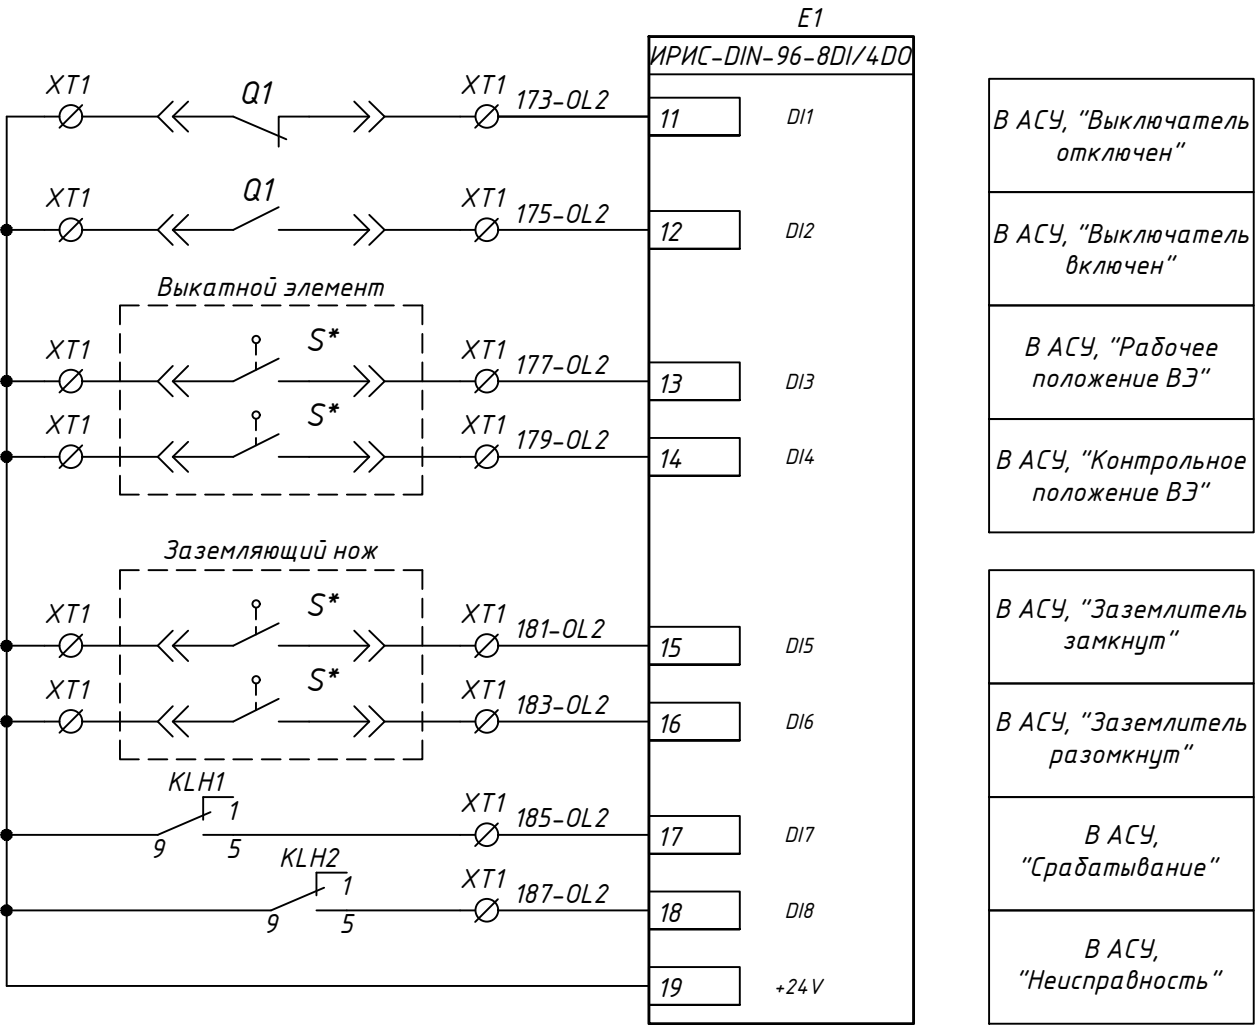 E1
ИРИС-DIN-96-8DI/4DO
XT1
Q1
XT1
173-OL2
11
DI1
В АСУ, "Выключатель
отключен"
XT1
Q1
XT1
175-OL2
12
DI2
В АСУ, "Выключатель
включен"
Выкатной элемент
XT1
S*
XT1
177-OL2
13
DI3
В АСУ, "Рабочее
положение ВЭ"
XT1
S*
XT1
179-OL2
14
DI4
В АСУ, "Контрольное
положение ВЭ"
Заземляющий нож
XT1
S*
XT1
181-OL2
15
DI5
В АСУ, "Заземлитель
замкнут"
XT1
S*
XT1
183-OL2
16
DI6
В АСУ, "Заземлитель
разомкнут"
KLH1
1
9
5
XT1
185-OL2
17
DI7
В АСУ,
"Срабатывание"
KLH2
1
9
5
XT1
187-OL2
18
DI8
В АСУ,
"Неисправность"
19
+24V